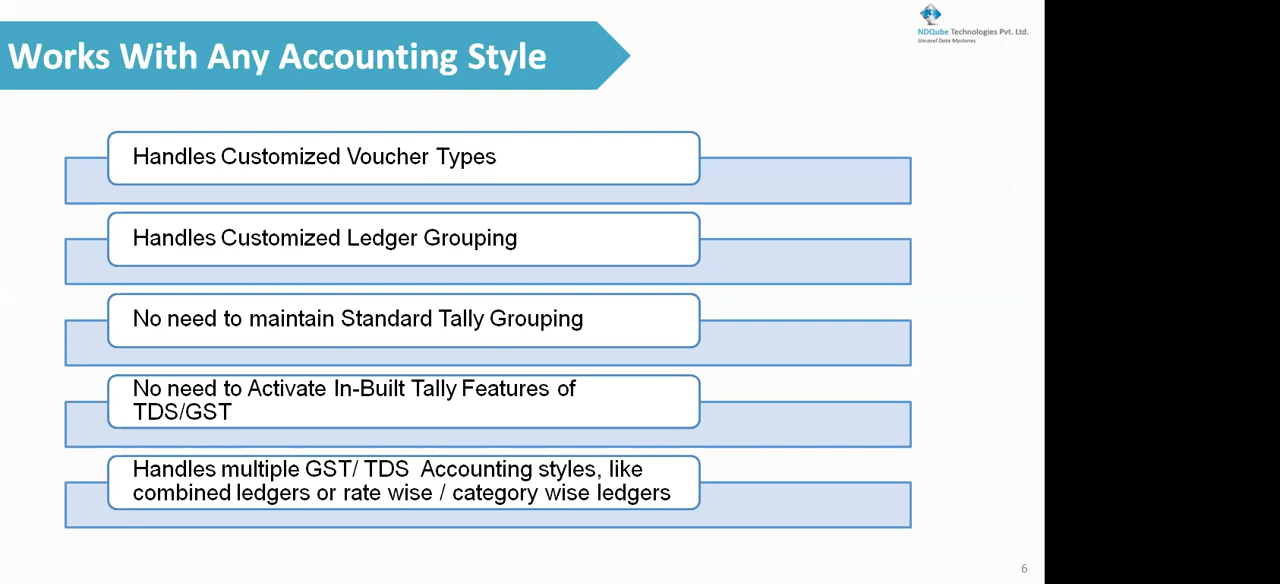 NDQube Technologies Pvt. Ltd.
Unravel Data Mysteries
Works With Any Accounting Style
Handles Customized Voucher Types
Handles Customized Ledger Grouping
No need to maintain Standard Tally Grouping
No need to Activate In-Built Tally Features of
TDS/GST
Handles multiple GST/ TDS  Accounting styles, like
combined ledgers or rate wise / category wise ledgers
6